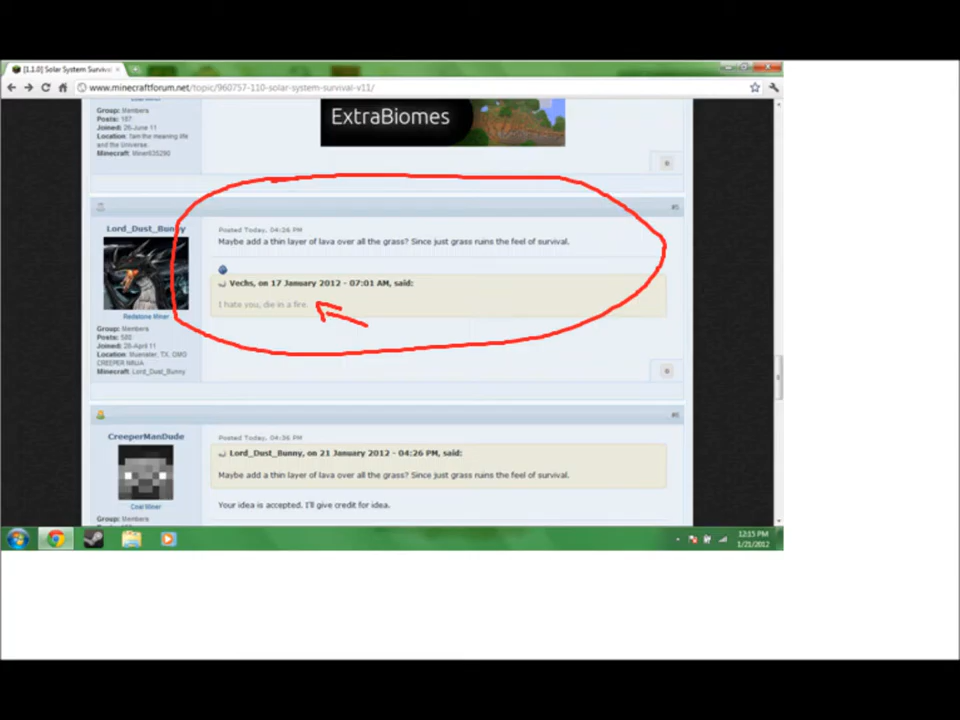 [1.1.0] Solar System Surviva
www.minecraftforum.net/topic/960757-110-solar-system-survival-v11/
Group: Members
Posts: 187
Joined: 26-June 11
Location: 'Iam the meaning life
and the Universe.
ExtraBiomes
Lord_Dust_Bunny
Redstone Miner
Group: Members
Posts: 588
Joined: 28-April 11
Location: Muenster, TX, OMG
CREEPER NINJA
Minecraft: Lord_Dust_Bunny
#5
Posted Today, 04:26 PM
Maybe add a thin layer of lava over all the grass? Since just grass ruins the feel of survival.
Vechs, on 17 January 2012 - 07:01 AM, said:
I hate you, die in a fire.
CreeperManDude
Coal Miner
Group: Members
#6
Posted Today, 04:36 PM
Lord_Dust_Bunny, on 21 January 2012 - 04:26 PM, said:
Maybe add a thin layer of lava over all the grass? Since just grass ruins the feel of survival.
Your idea is accepted. I'll give credit for idea.
12:15 PM
1/21/2012